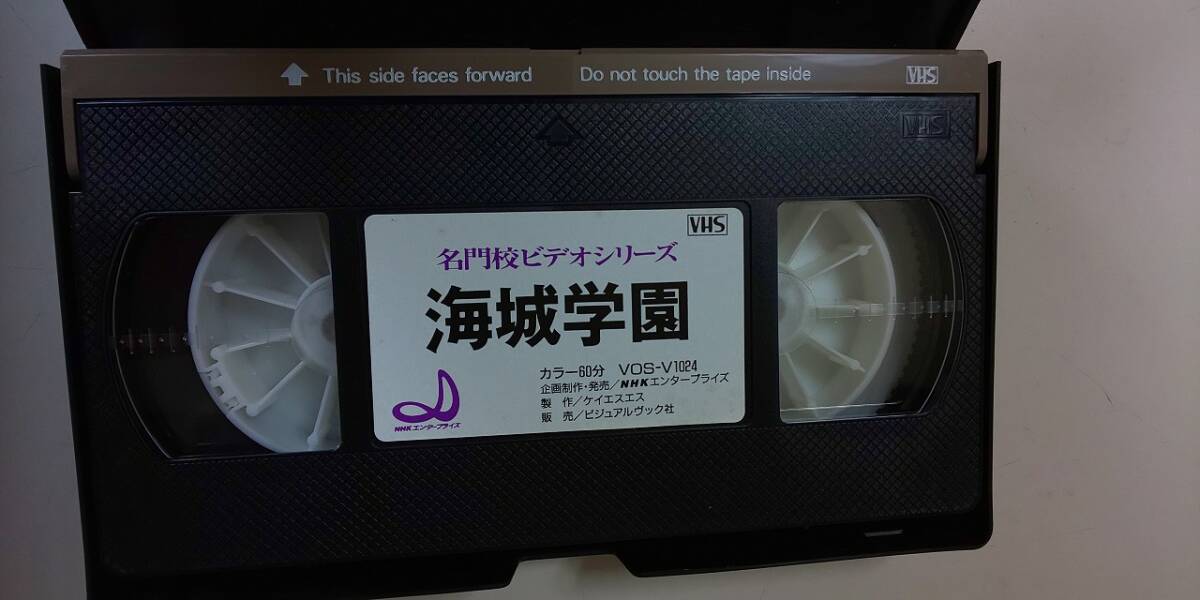 This side faces forward Do not touch the tape inside VHS
VHS
VHS
名門校ビデオシリーズ
海城学園
カラー60分 VOS-V1024
企画制作・発売/NHKエンタープライズ
製 作/ケイエスエス
販 売/ビジュアルヴック社
NHKエンタープライズ